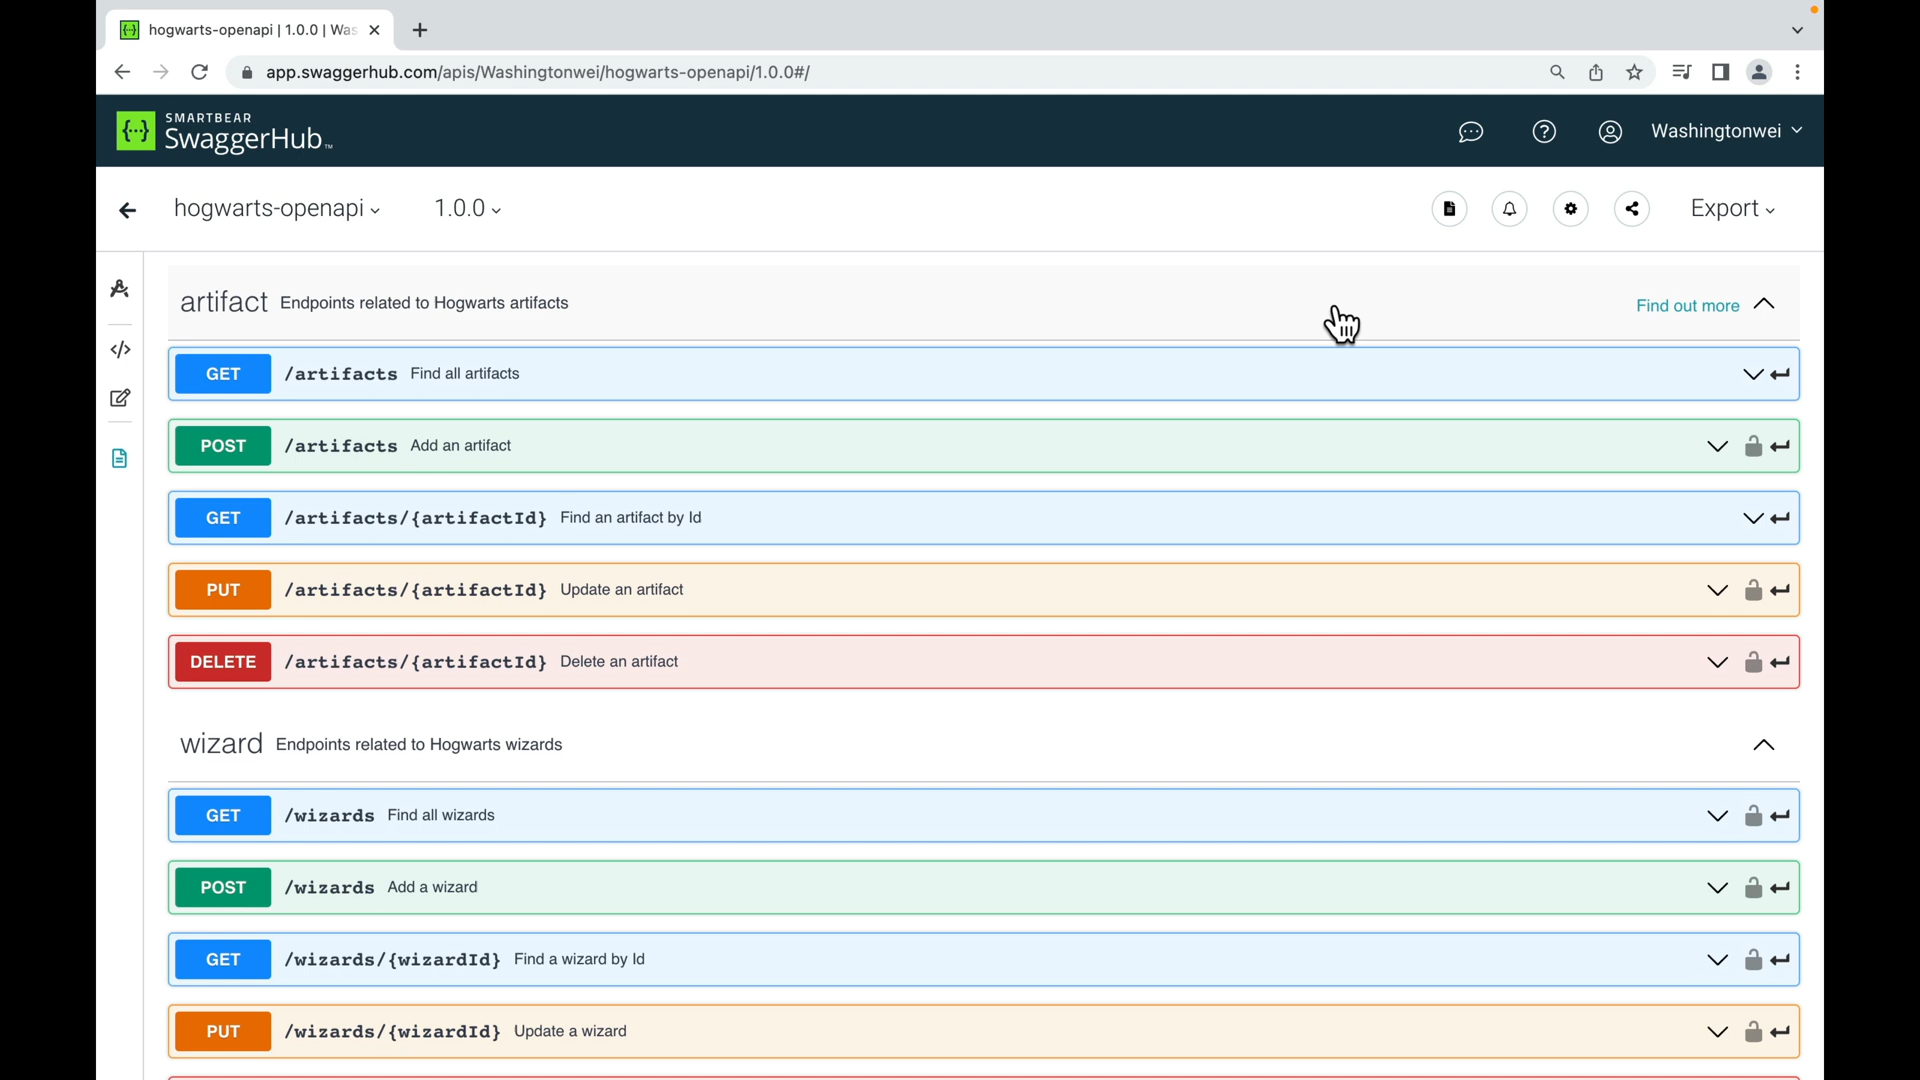 hogwarts-openapi | 1.0.0 | Was
app.swaggerhub.com/apis/Washingtonwei/hogwarts-openapi/1.0.0#/
SMARTBEAR
SwaggerHub™
Washingtonwei
hogwarts-openapi
1.0.0
Export
artifact Endpoints related to Hogwarts artifacts Find out more
GET /artifacts Find all artifacts
POST /artifacts Add an artifact
GET /artifacts/{artifactId} Find an artifact by Id
PUT /artifacts/{artifactId} Update an artifact
DELETE /artifacts/{artifactId} Delete an artifact
wizard Endpoints related to Hogwarts wizards
GET /wizards Find all wizards
POST /wizards Add a wizard
GET /wizards/{wizardId} Find a wizard by Id
PUT /wizards/{wizardId} Update a wizard